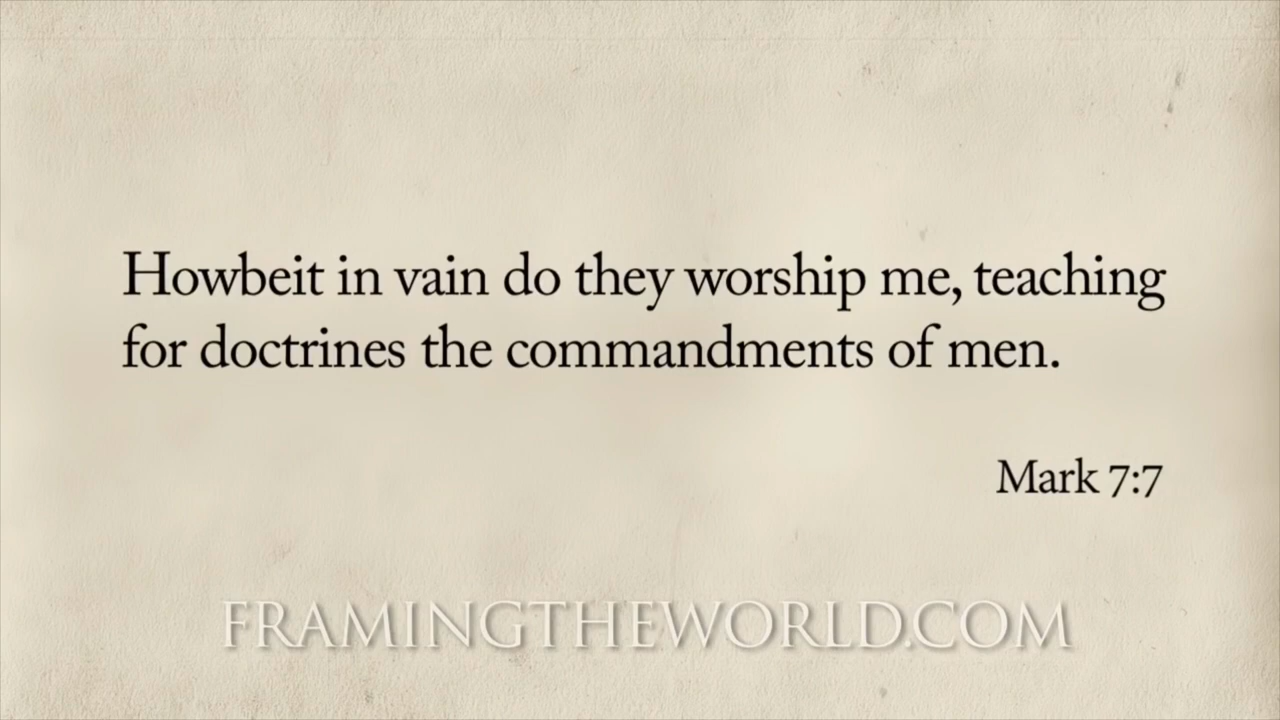 Howbeit in vain do they worship me, teaching
for doctrines the commandments of men.
Mark 7:7
FRAMINGTHEWORLD.COM